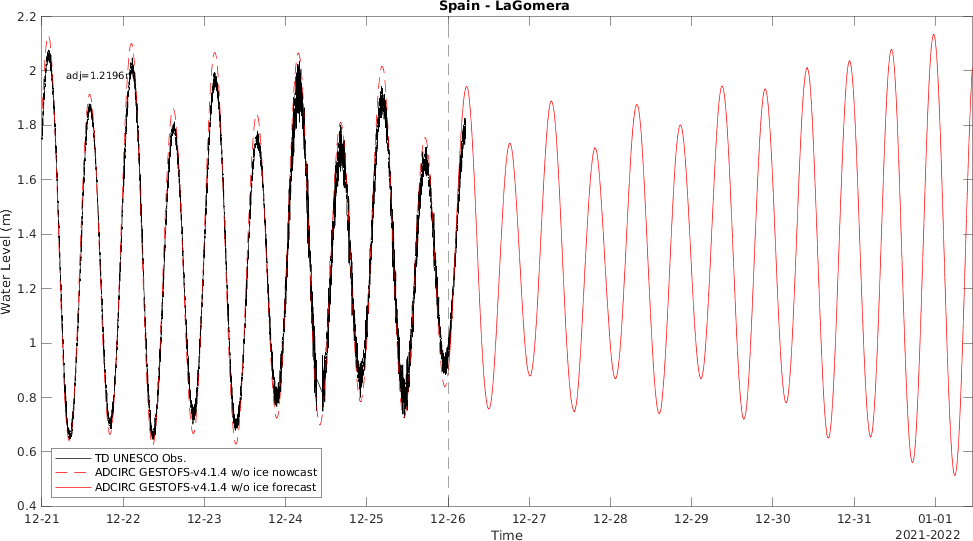 Spain - LaGomera
2.2
2
1.8
1.6
1.4
1.2
1
0.8
0.6
0.4
Water Level (m)
adj=1.2196
TD UNESCO Obs.
ADCIRC GESTOFS-v4.1.4 w/o ice nowcast
ADCIRC GESTOFS-v4.1.4 w/o ice forecast
12-21 12-22 12-23 12-24 12-25 12-26 12-27 12-28 12-29 12-30 12-31 01-01
Time
2021-2022